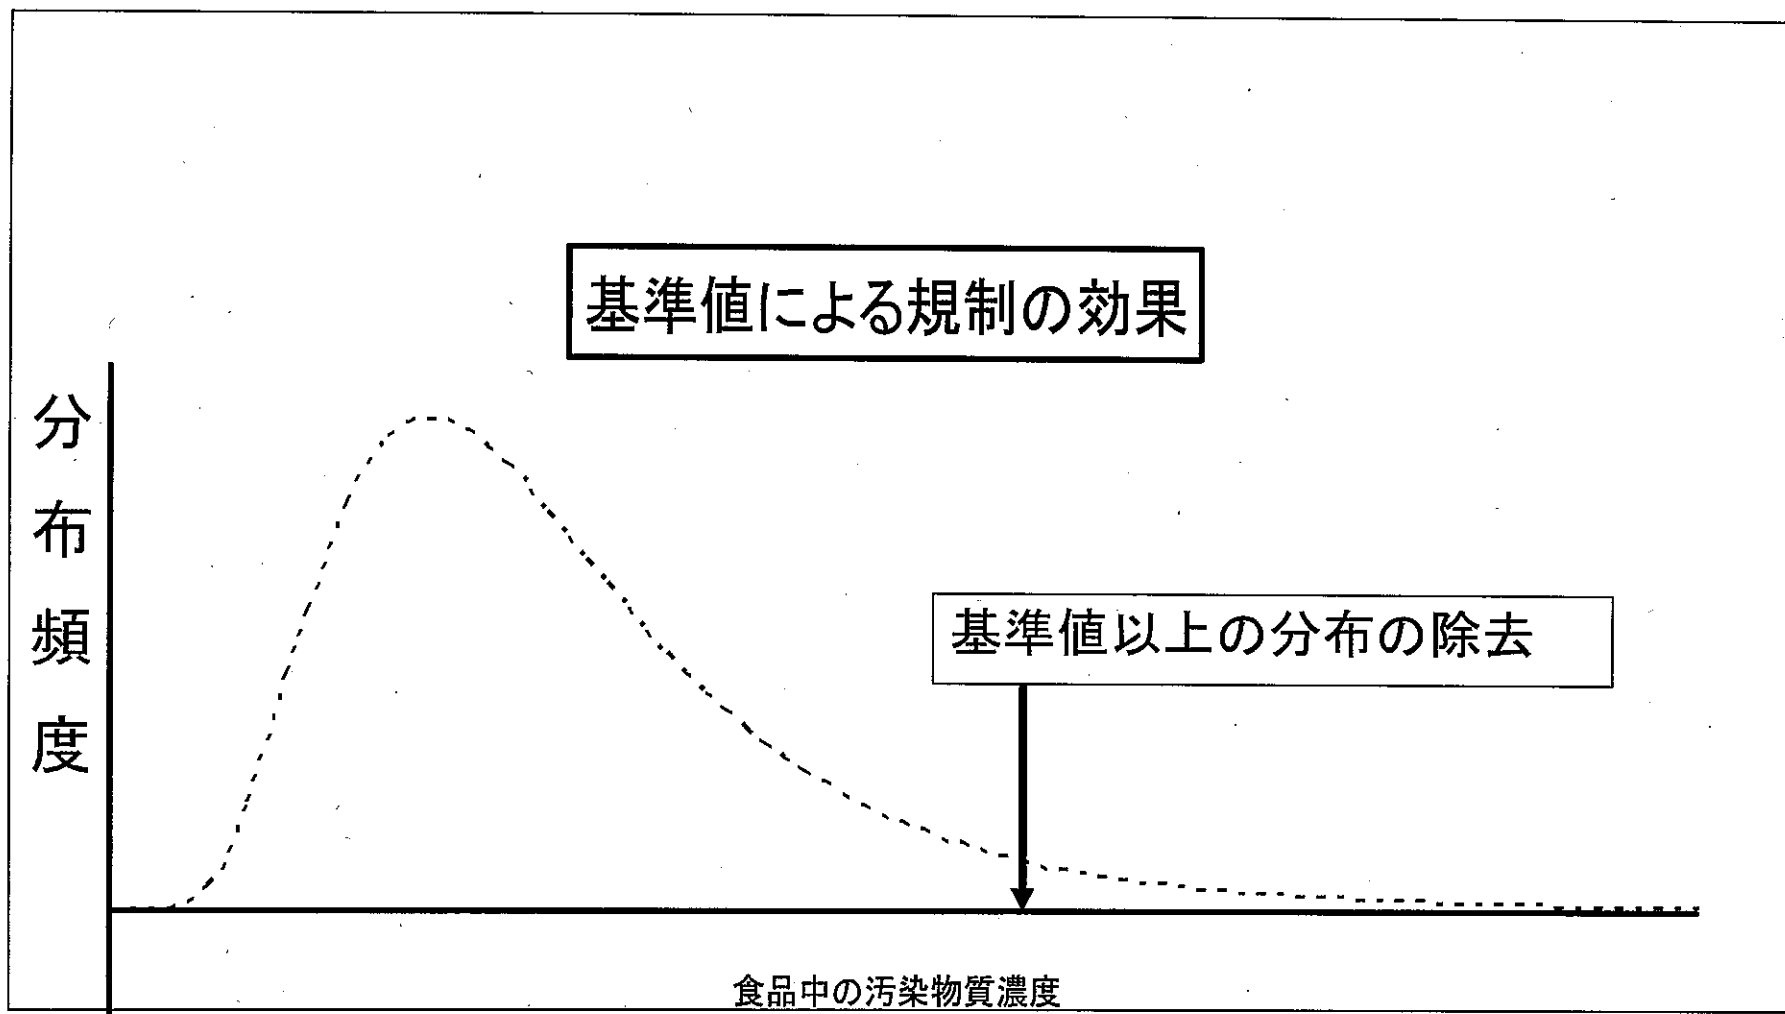 基準値による規制の効果
分布頻度
基準値以上の分布の除去
食品中の汚染物質濃度